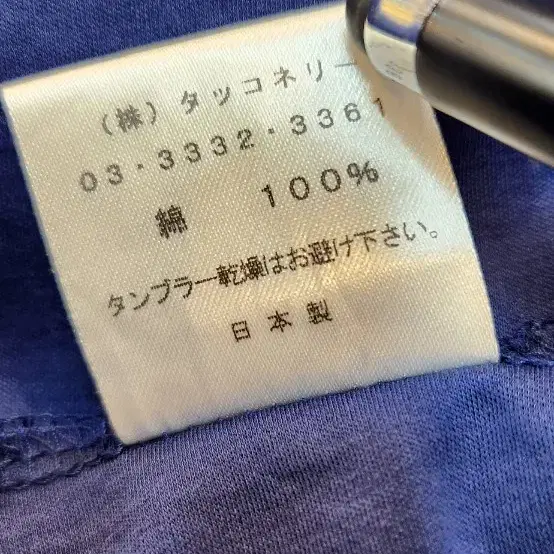 (株) タッコネリー
03・3332・3361
綿 100%
タンブラー乾燥はお避け下さい。
日本製